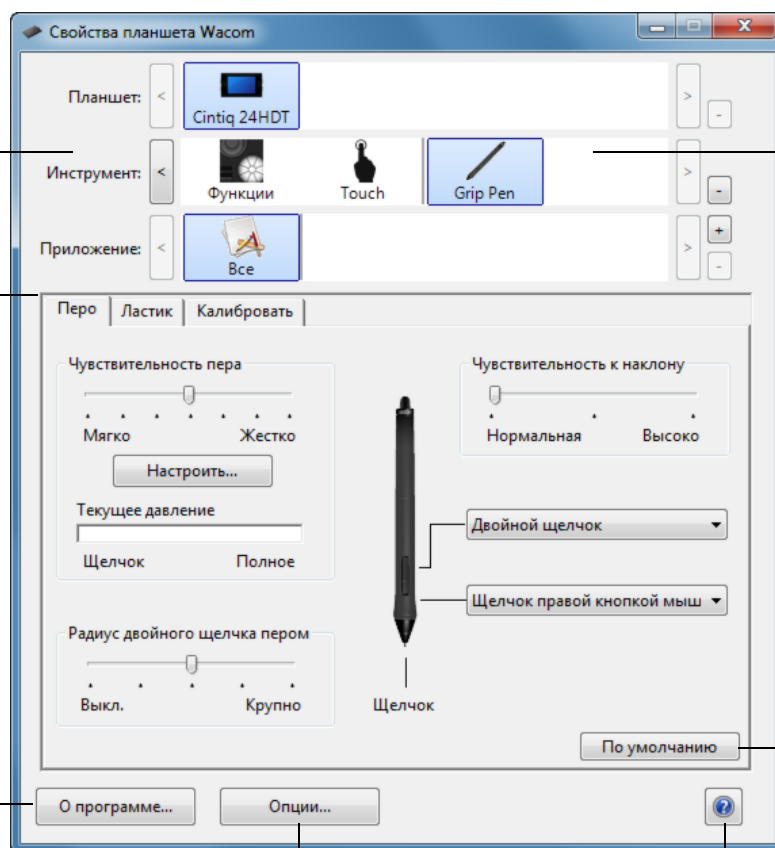 Свойства планшета Wacom
Планшет:
<
Cintiq 24HDT
>
-
Инструмент:
<
Функции
Touch
Grip Pen
>
-
Приложение:
<
Все
>
+
-
Перо
Ластик
Калибровать
Чувствительность пера
Мягко
Жестко
Настроить...
Текущее давление
Щелчок
Полное
Радиус двойного щелчка пером
Выкл.
Крупно
Чувствительность к наклону
Нормальная
Высоко
Двойной щелчок
Щелчок правой кнопкой мыш
Щелчок
По умолчанию
О программе...
Опции...
?